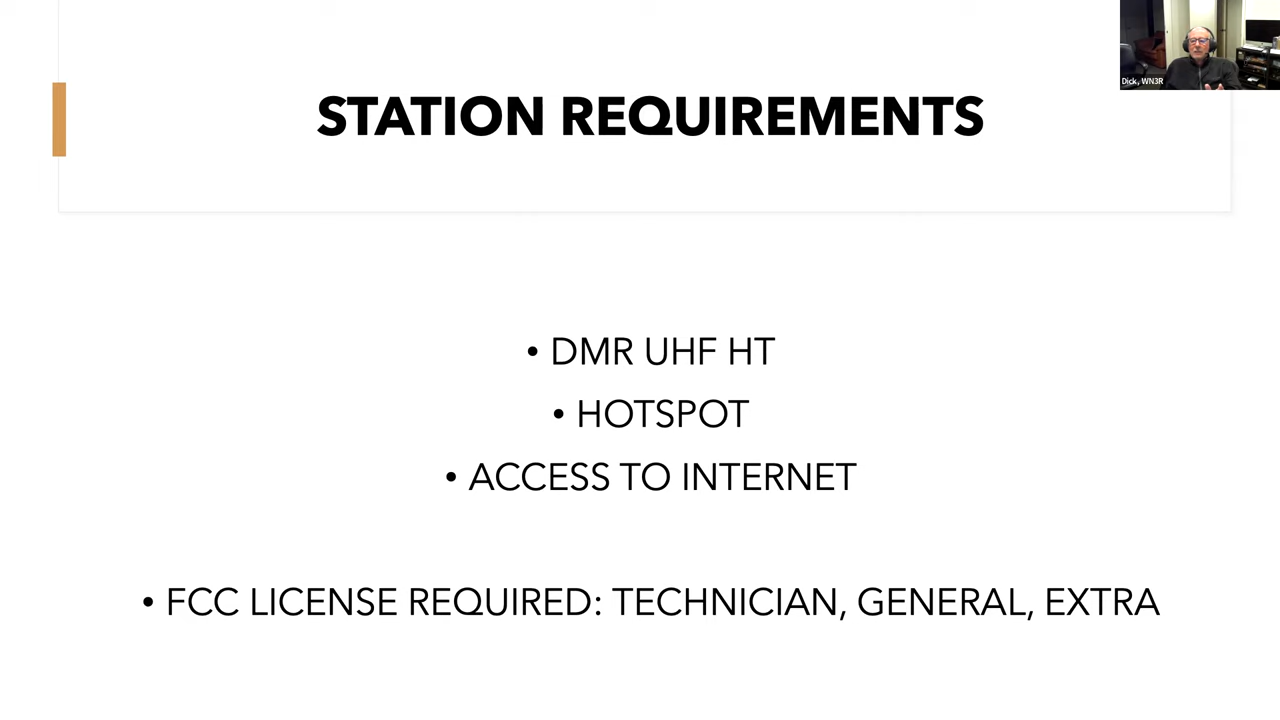 Dick, WN3R
STATION REQUIREMENTS
• DMR UHF HT
• HOTSPOT
• ACCESS TO INTERNET
• FCC LICENSE REQUIRED: TECHNICIAN, GENERAL, EXTRA